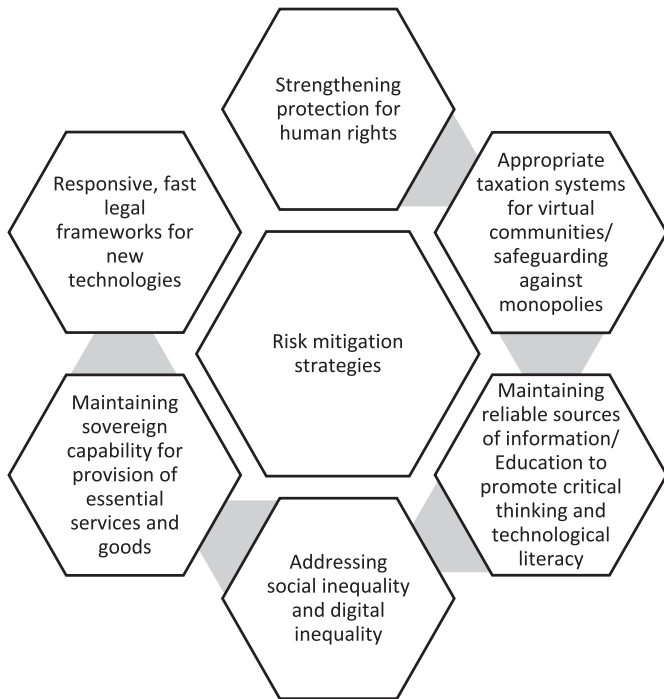 Strengthening
protection for
human rights
Appropriate
taxation systems
for virtual
communities/
safeguarding
against
monopolies
Maintaining
reliable sources
of information/
Education to
promote critical
thinking and
technological
literacy
Addressing
social inequality
and digital
inequality
Maintaining
sovereign
capability for
provision of
essential
services and
goods
Responsive, fast
legal
frameworks for
new
technologies
Risk mitigation
strategies